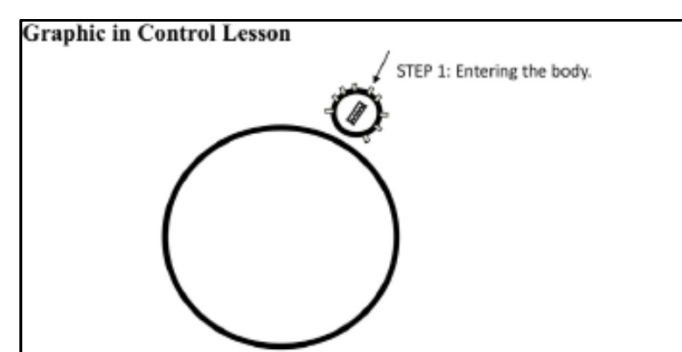 Graphic in Control Lesson
STEP 1: Entering the body.